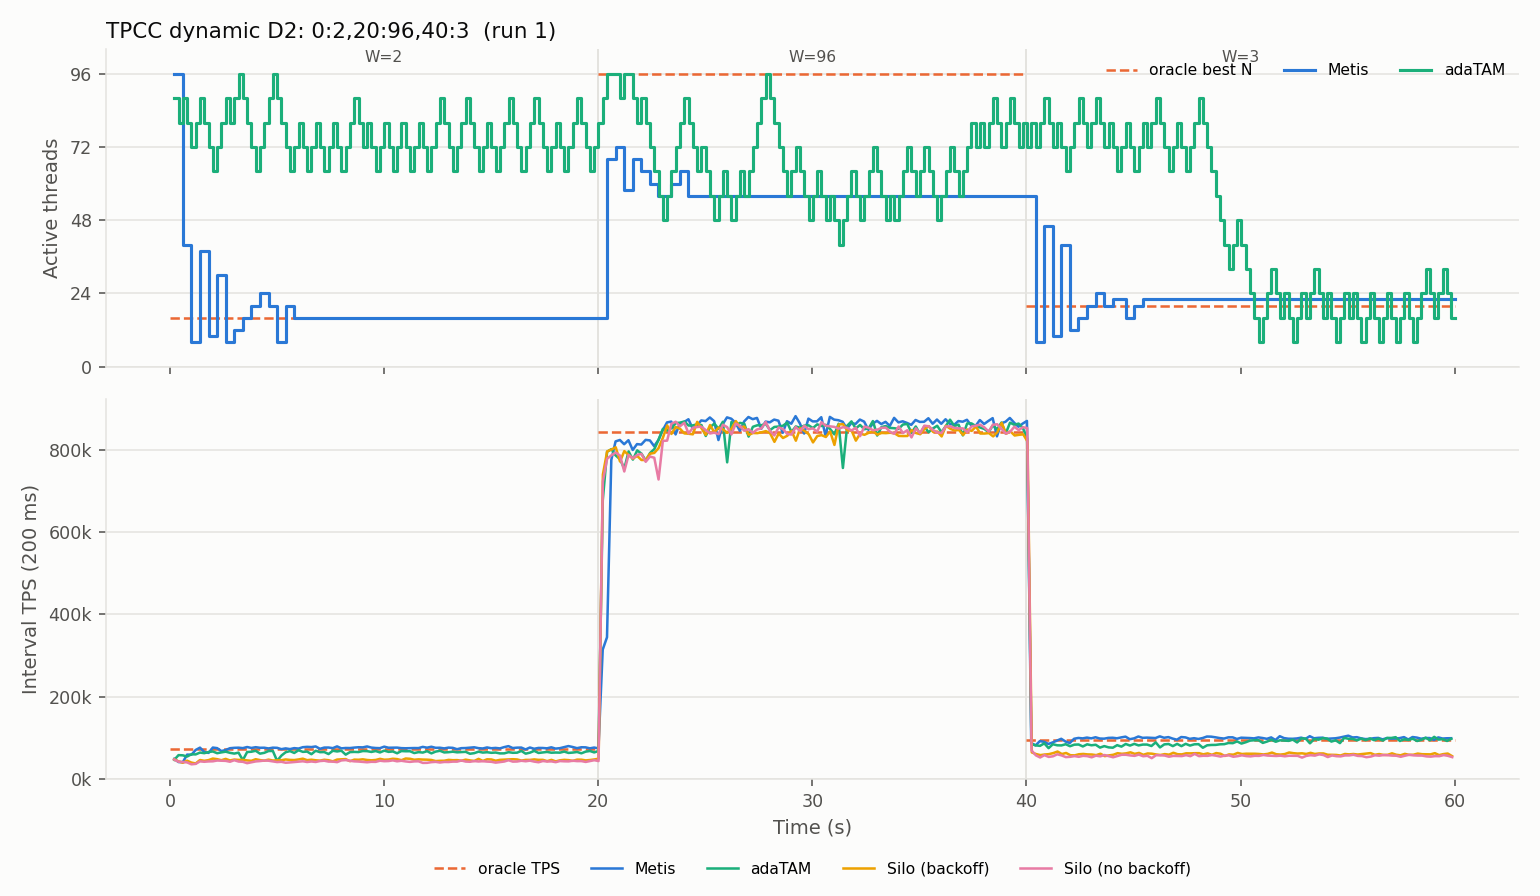 TPCC dynamic D2: 0:2,20:96,40:3  (run 1)
W=2
W=96
W=3
oracle best N
Metis
adaTAM
Active threads
96
72
48
24
0
Interval TPS (200 ms)
800k
600k
400k
200k
0k
0
10
20
30
40
50
60
Time (s)
oracle TPS
Metis
adaTAM
Silo (backoff)
Silo (no backoff)